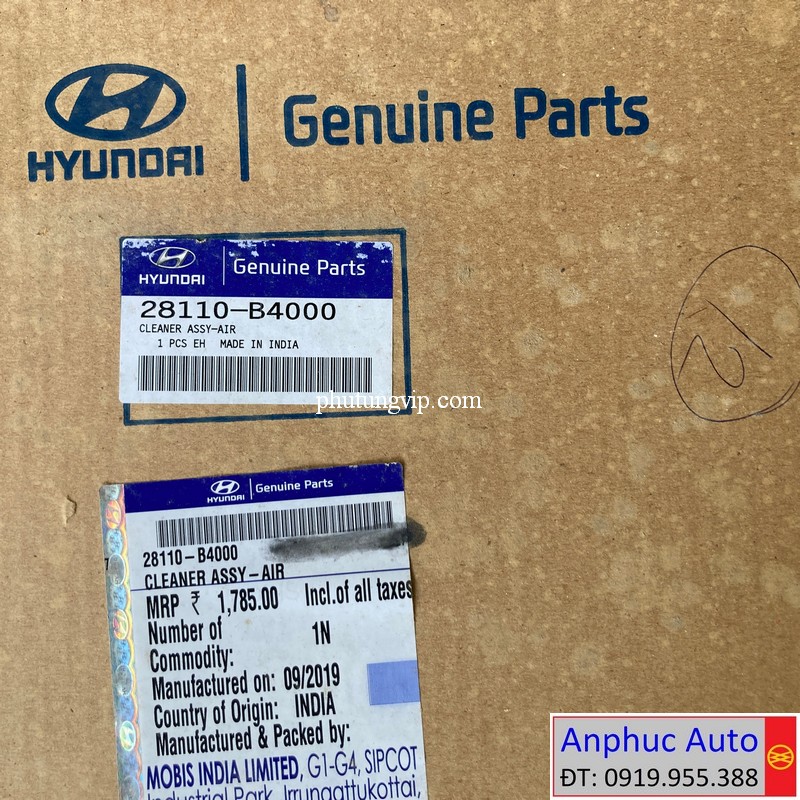 HYUNDAI | Genuine Parts
HYUNDAI | Genuine Parts
28110-B4000
CLEANER ASSY-AIR
1 PCS EH MADE IN INDIA
phutungvip.com
HYUNDAI | Genuine Parts
28110-B4000
CLEANER ASSY-AIR
MRP ₹ 1,785.00 Incl.of all taxes
Number of 1N
Commodity:
Manufactured on: 09/2019
Country of Origin: INDIA
Manufactured & Packed by:
MOBIS INDIA LIMITED, G1-G4, SIPCOT
Industrial Park, Irrungattukottai,
Anphuc Auto
ĐT: 0919.955.388